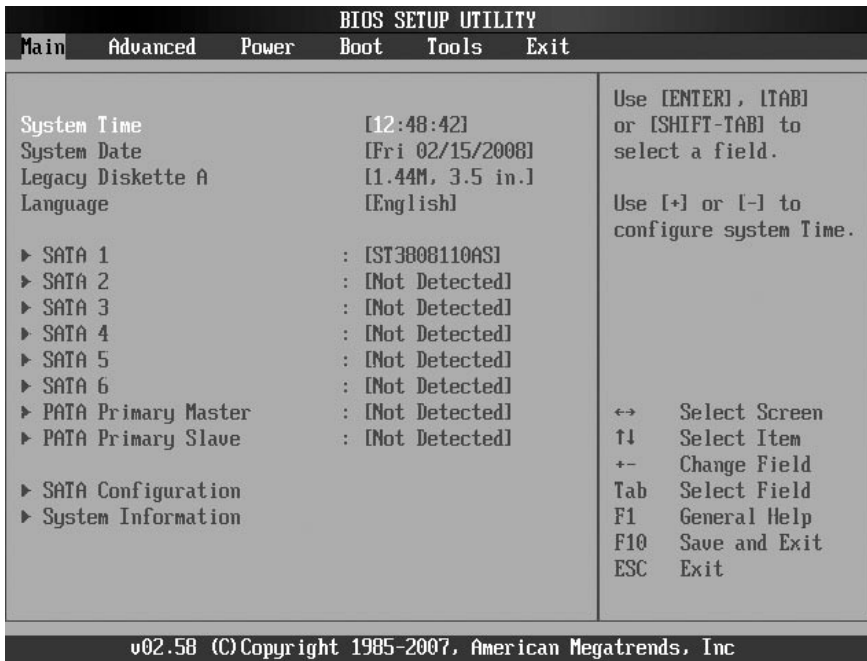 BIOS SETUP UTILITY
Main Advanced Power Boot Tools Exit
System Time [12:48:42]
System Date [Fri 02/15/2008]
Legacy Diskette A [1.44M, 3.5 in.]
Language [English]
▶ SATA 1 : [ST3808110AS]
▶ SATA 2 : [Not Detected]
▶ SATA 3 : [Not Detected]
▶ SATA 4 : [Not Detected]
▶ SATA 5 : [Not Detected]
▶ SATA 6 : [Not Detected]
▶ PATA Primary Master : [Not Detected]
▶ PATA Primary Slave : [Not Detected]
▶ SATA Configuration
▶ System Information
Use [ENTER], [TAB]
or [SHIFT-TAB] to
select a field.
Use [+] or [-] to
configure system Time.
←→ Select Screen
↑↓ Select Item
+- Change Field
Tab Select Field
F1 General Help
F10 Save and Exit
ESC Exit
v02.58 (C)Copyright 1985-2007, American Megatrends, Inc